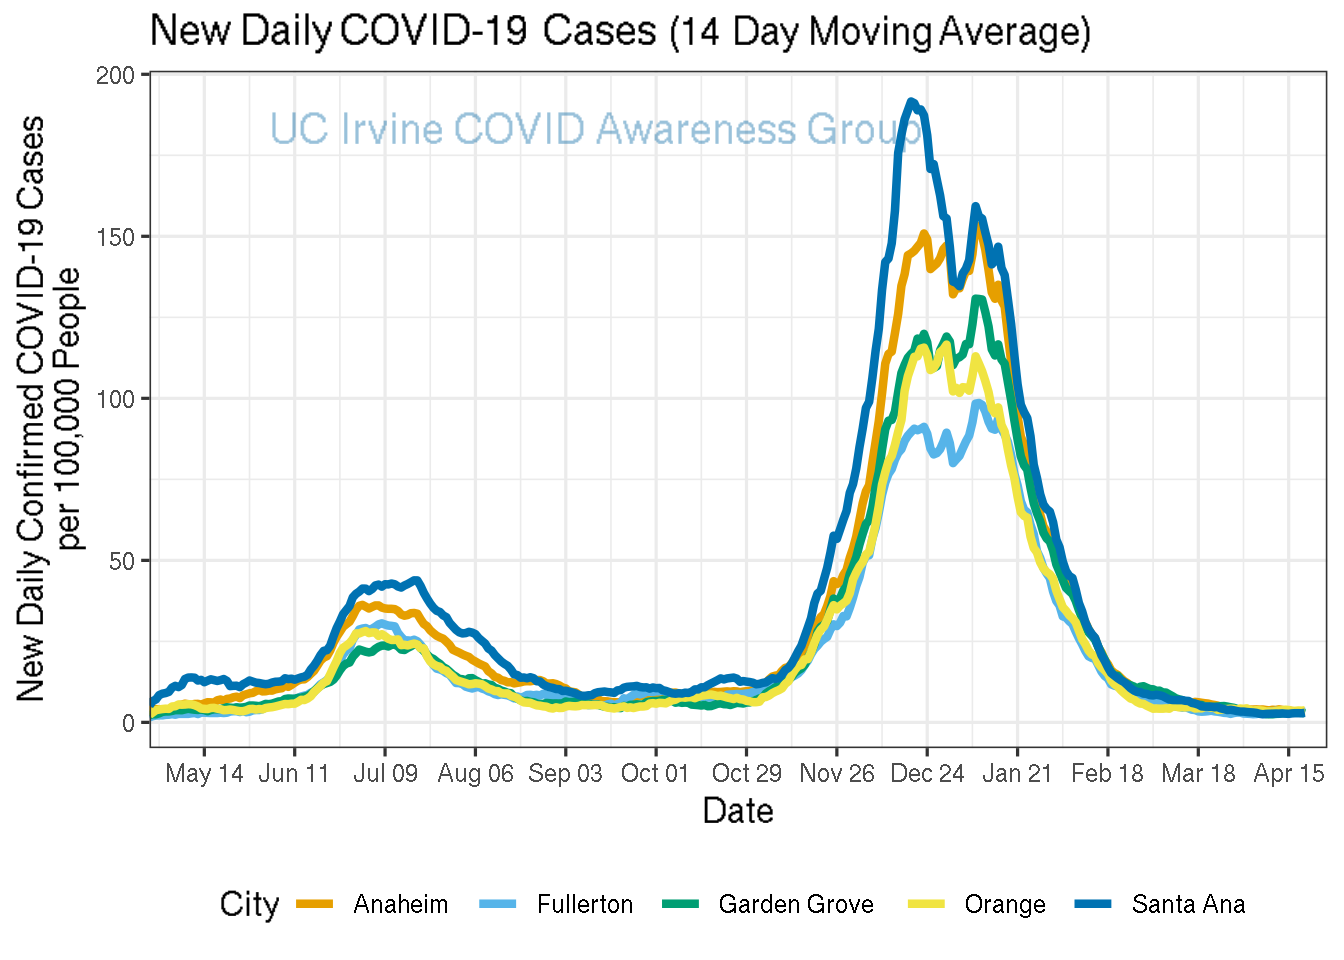 New Daily COVID-19 Cases (14 Day Moving Average)
UC Irvine COVID Awareness Group
New Daily Confirmed COVID-19 Cases
per 100,000 People
200
150
100
50
0
May 14 Jun 11 Jul 09 Aug 06 Sep 03 Oct 01 Oct 29 Nov 26 Dec 24 Jan 21 Feb 18 Mar 18 Apr 15
Date
City Anaheim Fullerton Garden Grove Orange Santa Ana